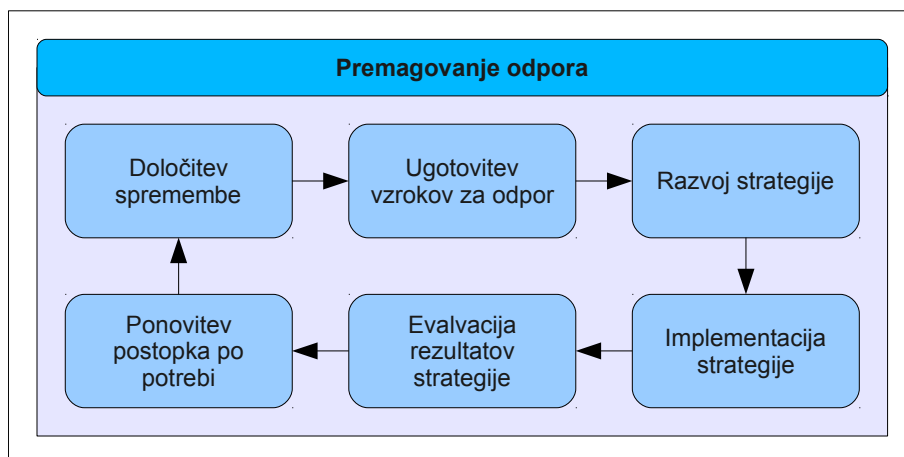 Premagovanje odpora
Določitev
spremembe
Ugotovitev
vzrokov za odpor
Razvoj strategije
Implementacija
strategije
Evalvacija
rezultatov
strategije
Ponovitev
postopka po
potrebi